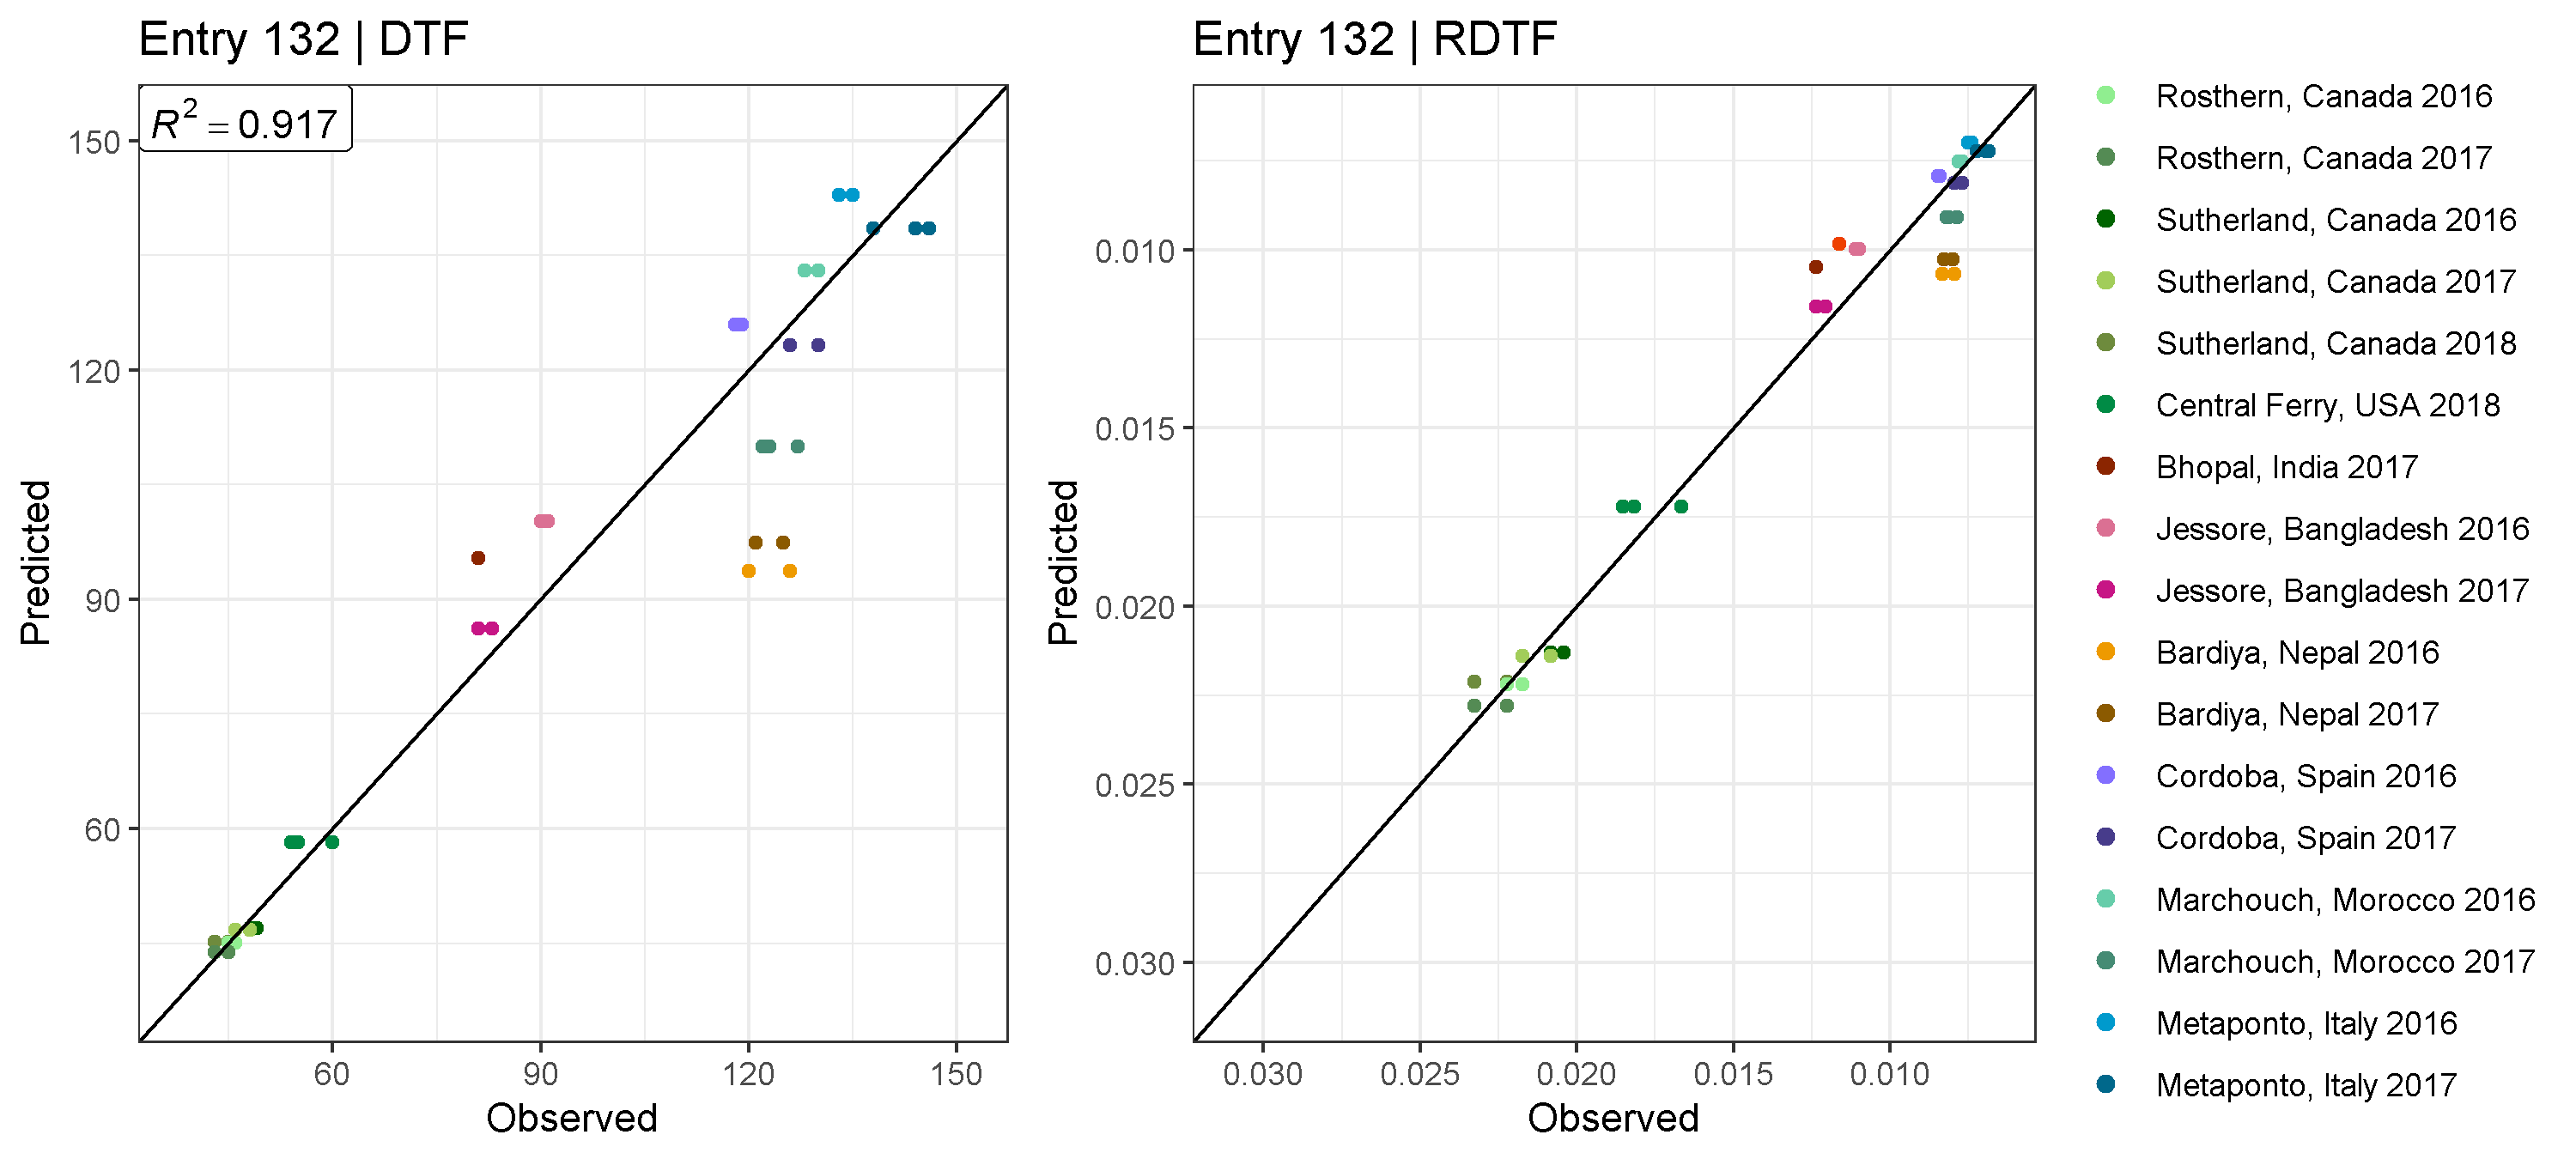 Entry 132 | DTF
R² = 0.917
150
120
90
60
Predicted
60 90 120 150
Observed
Entry 132 | RDTF
0.010
0.015
0.020
0.025
0.030
Predicted
0.030 0.025 0.020 0.015 0.010
Observed
Rosthern, Canada 2016
Rosthern, Canada 2017
Sutherland, Canada 2016
Sutherland, Canada 2017
Sutherland, Canada 2018
Central Ferry, USA 2018
Bhopal, India 2017
Jessore, Bangladesh 2016
Jessore, Bangladesh 2017
Bardiya, Nepal 2016
Bardiya, Nepal 2017
Cordoba, Spain 2016
Cordoba, Spain 2017
Marchouch, Morocco 2016
Marchouch, Morocco 2017
Metaponto, Italy 2016
Metaponto, Italy 2017